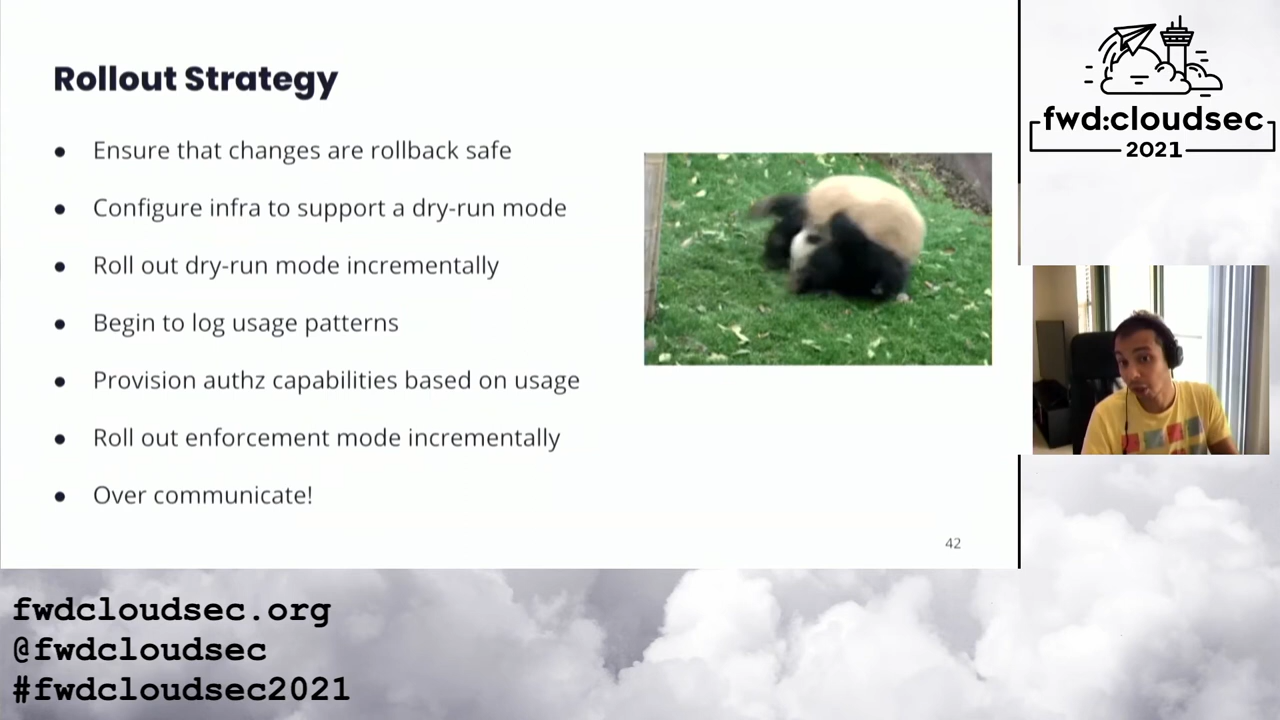 Rollout Strategy
● Ensure that changes are rollback safe
● Configure infra to support a dry-run mode
● Roll out dry-run mode incrementally
● Begin to log usage patterns
● Provision authz capabilities based on usage
● Roll out enforcement mode incrementally
● Over communicate!
42
fwd:cloudsec
2021
fwdcloudsec.org
@fwdcloudsec
#fwdcloudsec2021